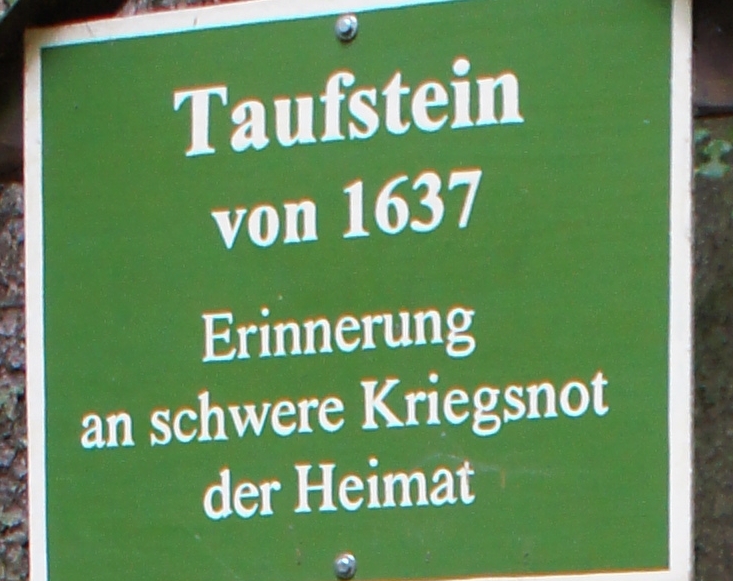 Taufstein
von 1637
Erinnerung
an schwere Kriegsnot
der Heimat